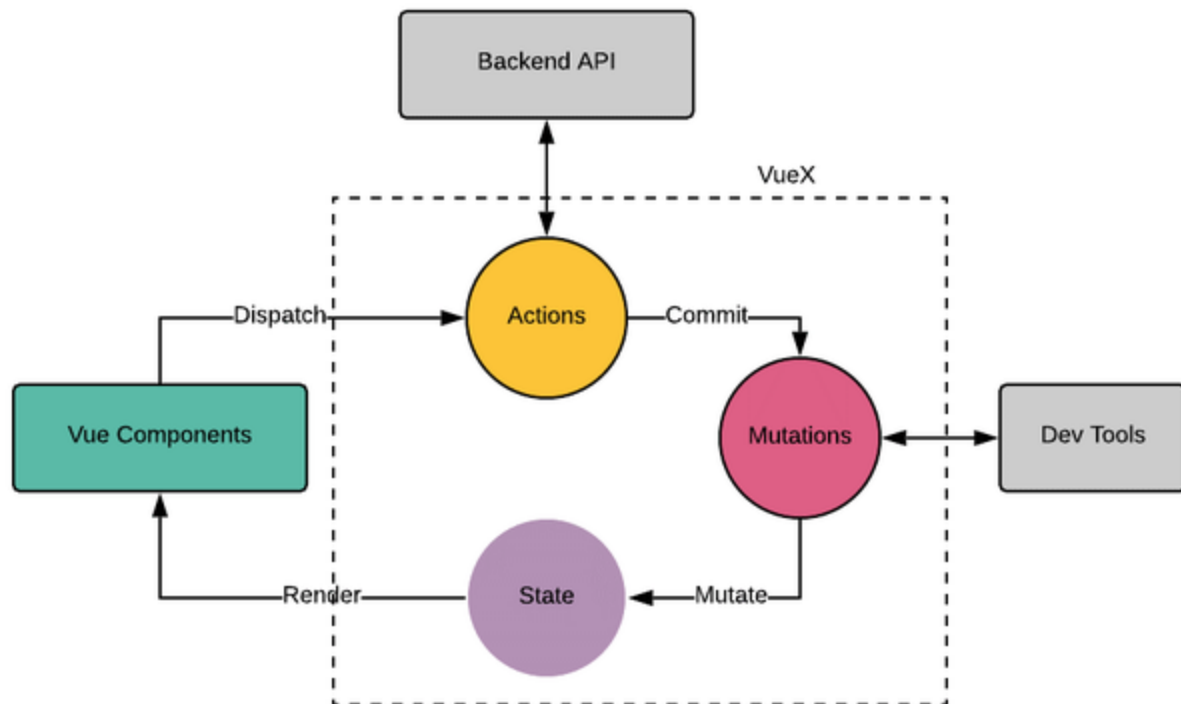 Backend API
VueX
Dispatch
Actions
Commit
Vue Components
Mutations
Dev Tools
Render
State
Mutate